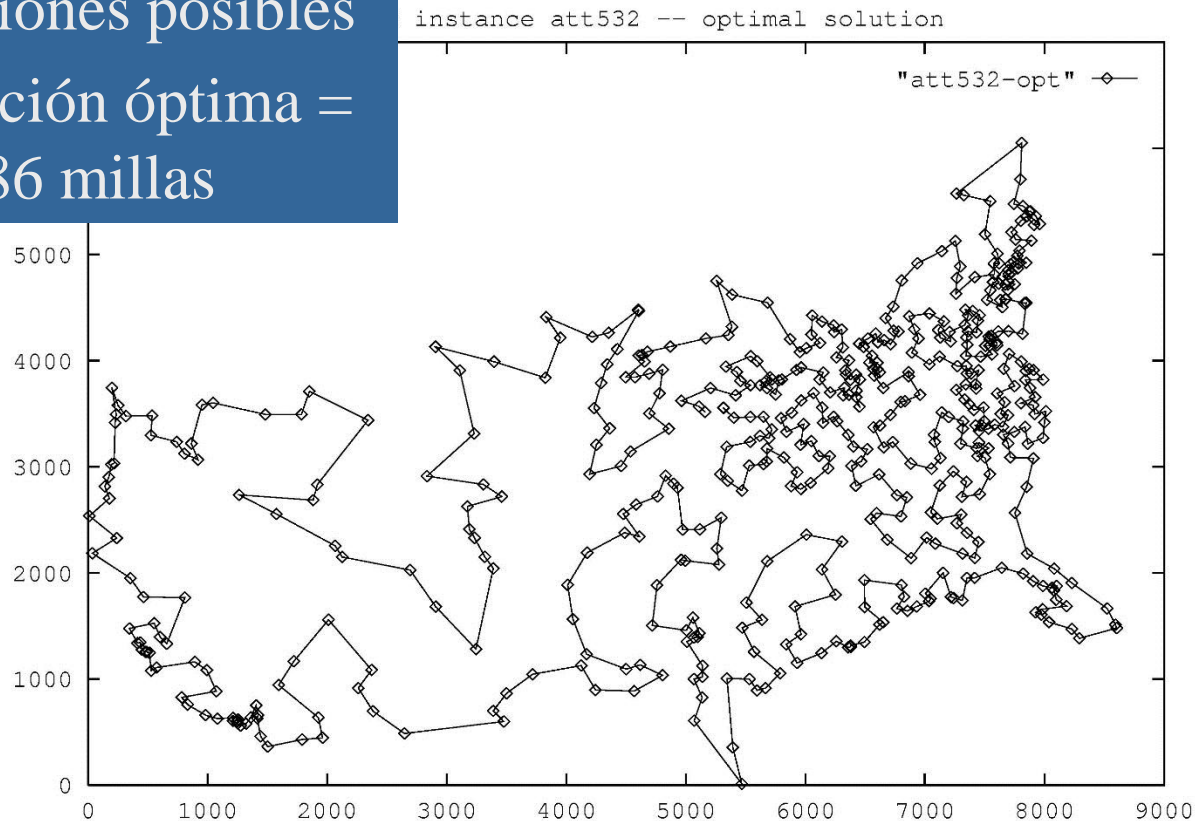 iones posibles
ción óptima =
86 millas
instance att532 -- optimal solution
"att532-opt"
5000
4000
3000
2000
1000
0
0 1000 2000 3000 4000 5000 6000 7000 8000 9000